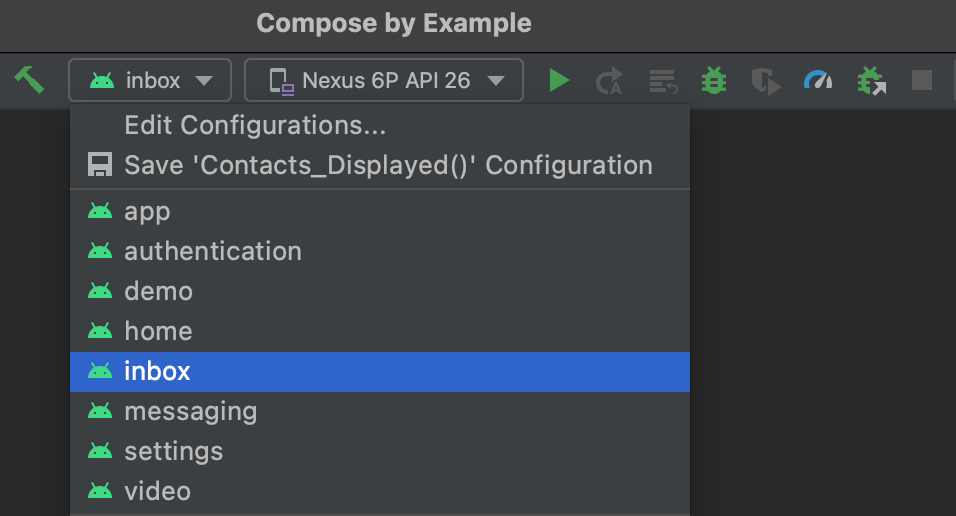 Compose by Example
inbox
Nexus 6P API 26
Edit Configurations...
Save 'Contacts_Displayed()' Configuration
app
authentication
demo
home
inbox
messaging
settings
video